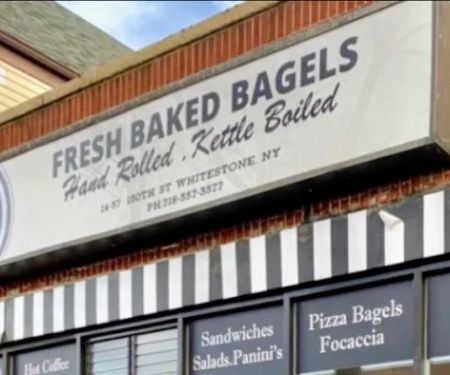 FRESH BAKED BAGELS
Hand Rolled , Kettle Boiled
14-37 150TH ST WHITESTONE, NY
PH.718-357-3577
Hot Coffee
Sandwiches
Salads.Panini's
Pizza Bagels
Focaccia